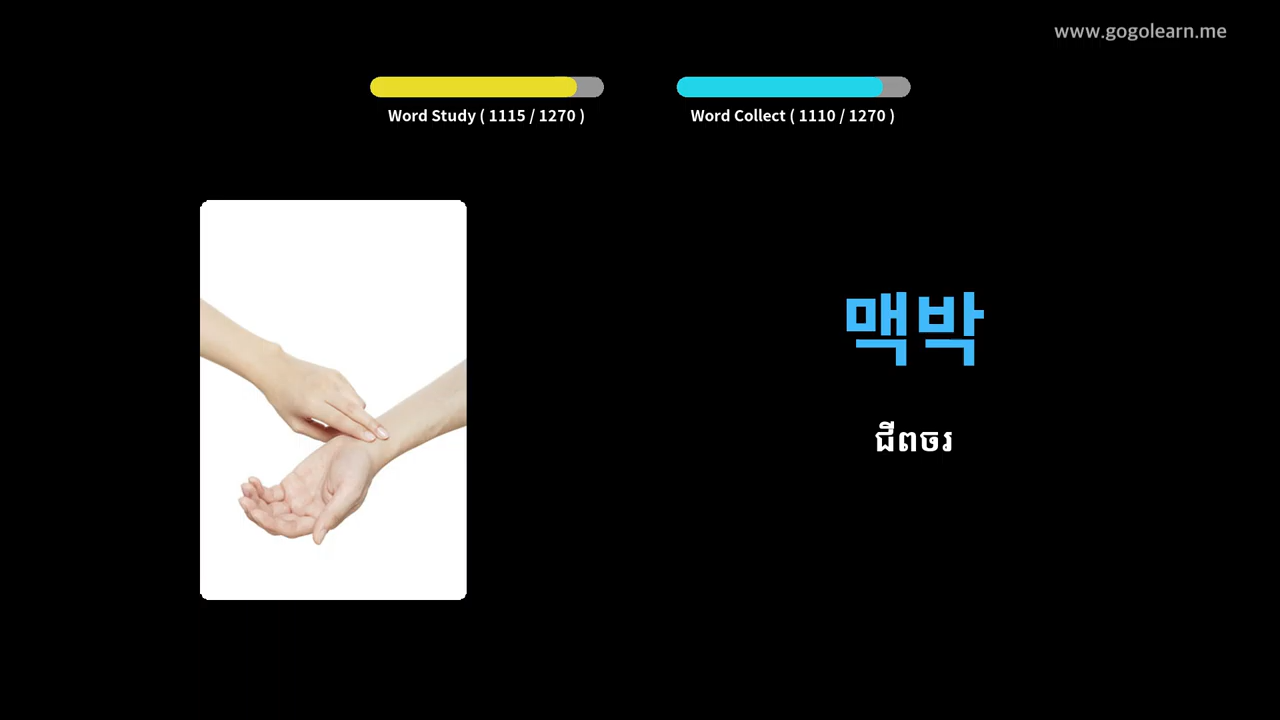 www.gogolearn.me
Word Study ( 1115 / 1270 )
Word Collect ( 1110 / 1270 )
맥박
ជីពចរ